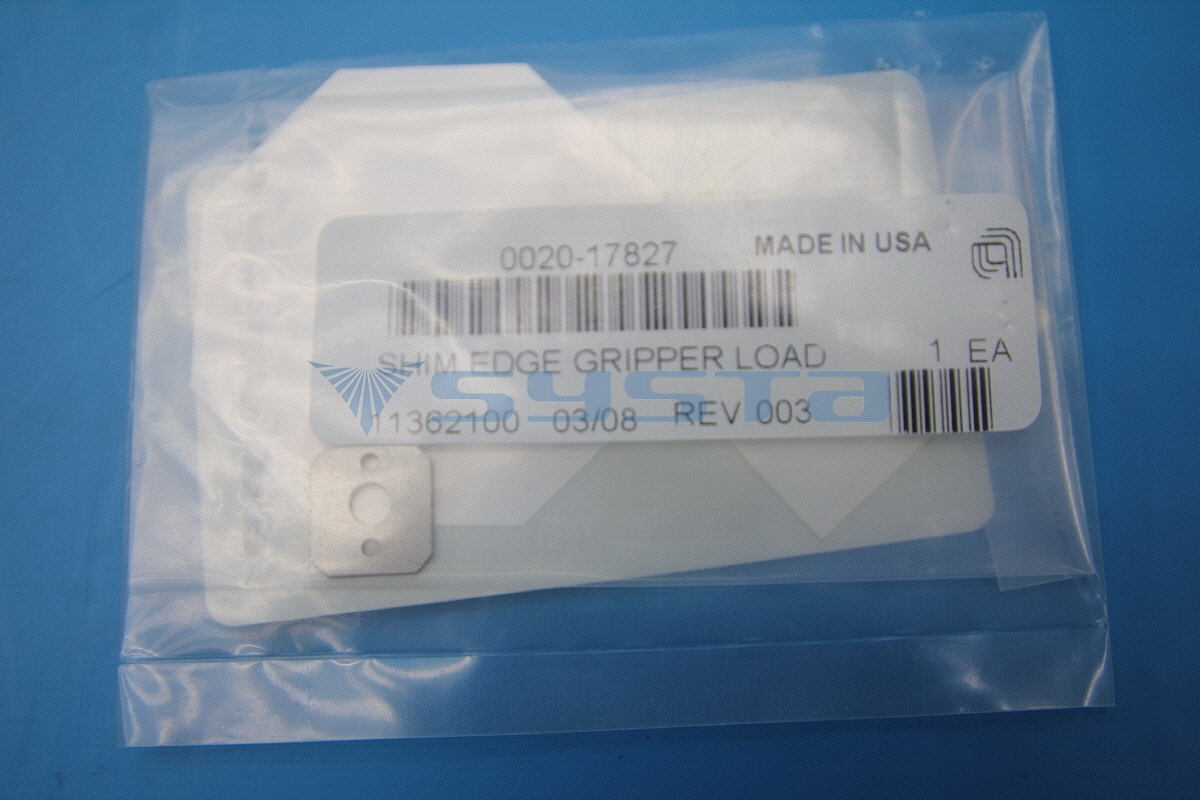 0020-17827 MADE IN USA
SHIM EDGE GRIPPER LOAD 1 EA
systa
11362100 03/08 REV 003